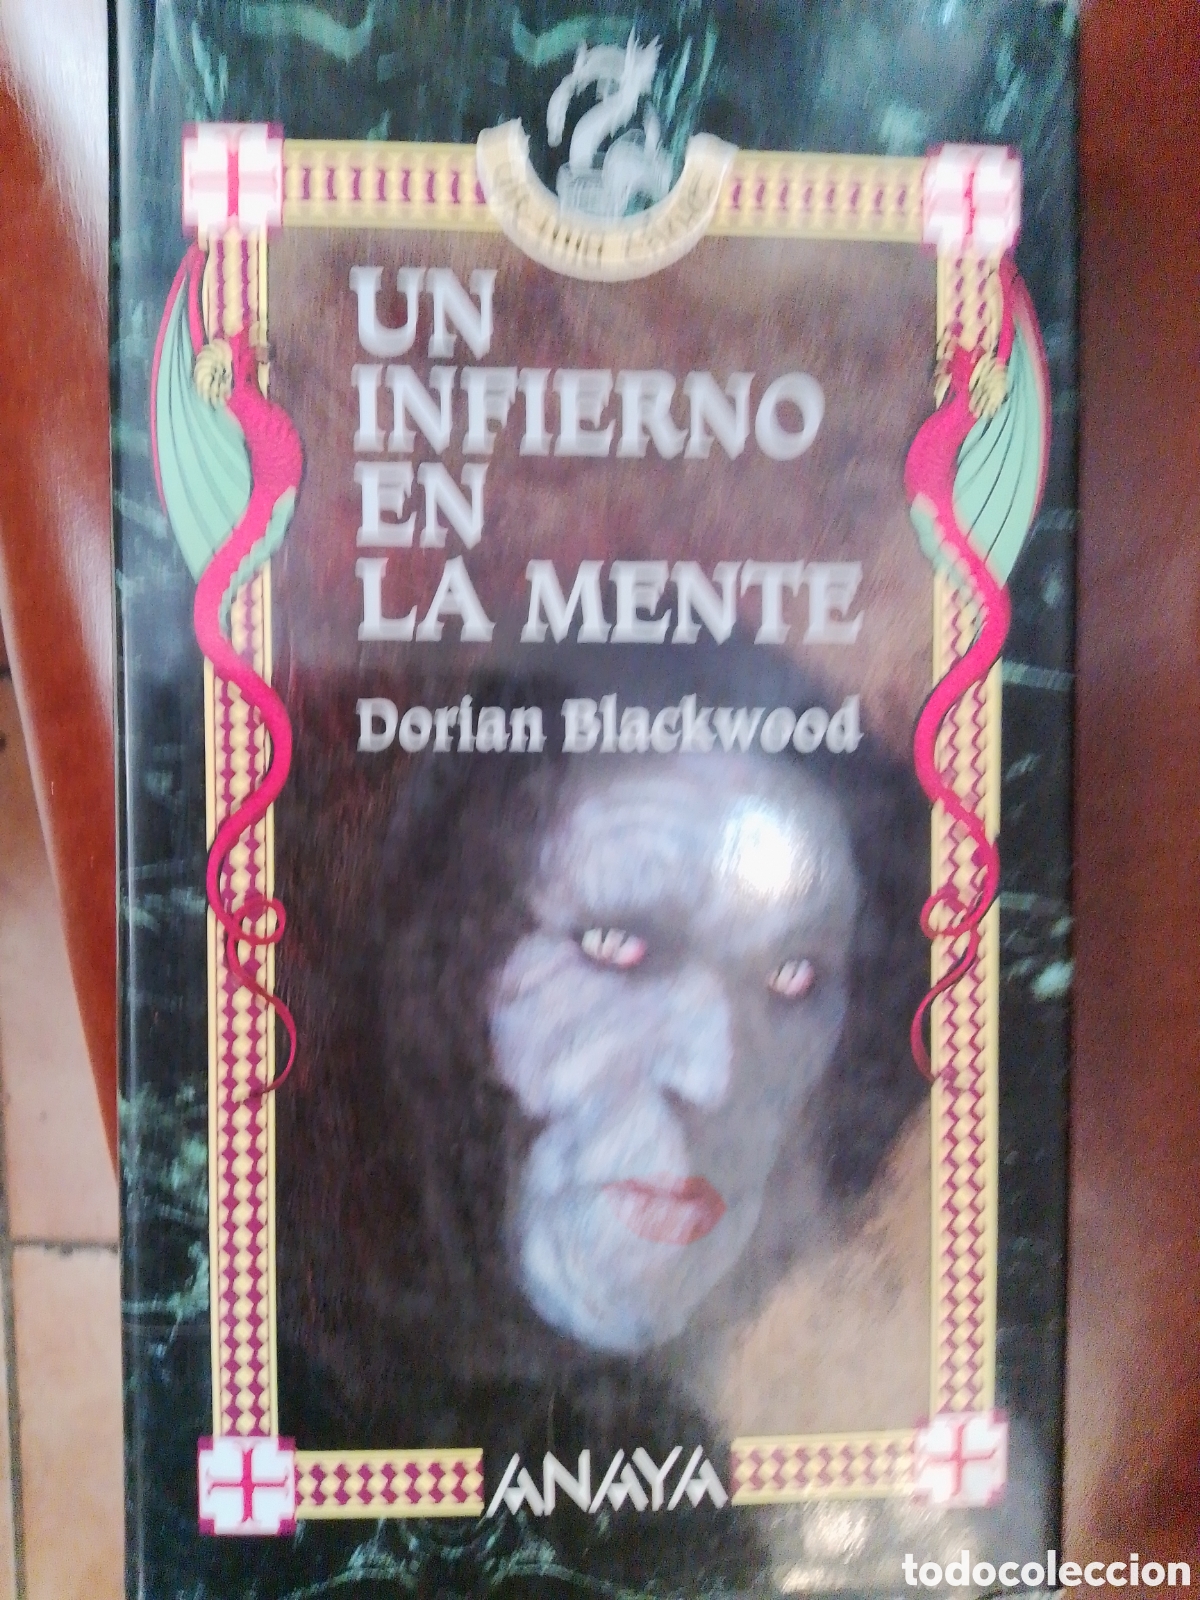 UN
INFIERNO
EN
LA MENTE
Dorian Blackwood
ANAYA
todocoleccion